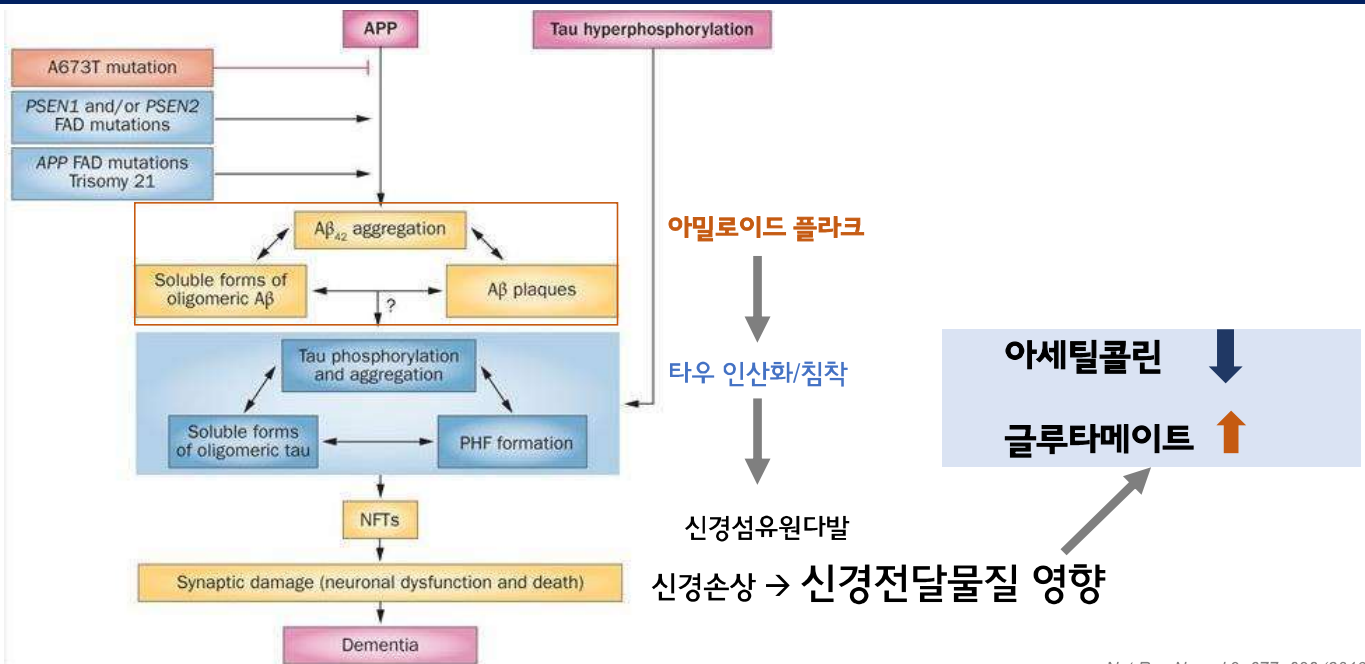 APP
Tau hyperphosphorylation
A673T mutation
PSEN1 and/or PSEN2
FAD mutations
APP FAD mutations
Trisomy 21
Aβ42 aggregation
Soluble forms of
oligomeric Aβ
Aβ plaques
?
Tau phosphorylation
and aggregation
Soluble forms
of oligomeric tau
PHF formation
NFTs
Synaptic damage (neuronal dysfunction and death)
Dementia
아밀로이드 플라크
타우 인산화/침착
신경섬유원다발
신경손상 → 신경전달물질 영향
아세틸콜린
글루타메이트